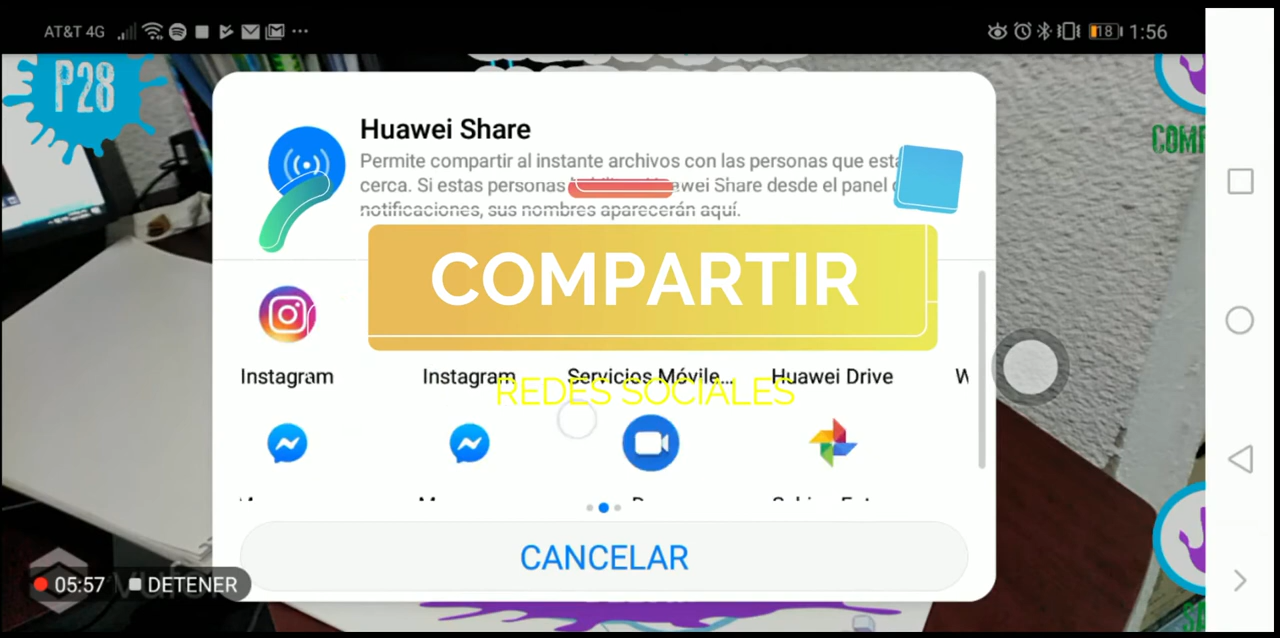 AT&T 4G
18 1:56
P28
Huawei Share
Permite compartir al instante archivos con las personas que
cerca. Si estas personas Huawei Share desde el panel
notificaciones, sus nombres aparecerán aquí.
COMPARTIR
Instagram Instagram Servicios Móvile... Huawei Drive W
REDES SOCIALES
CANCELAR
05:57 DETENER